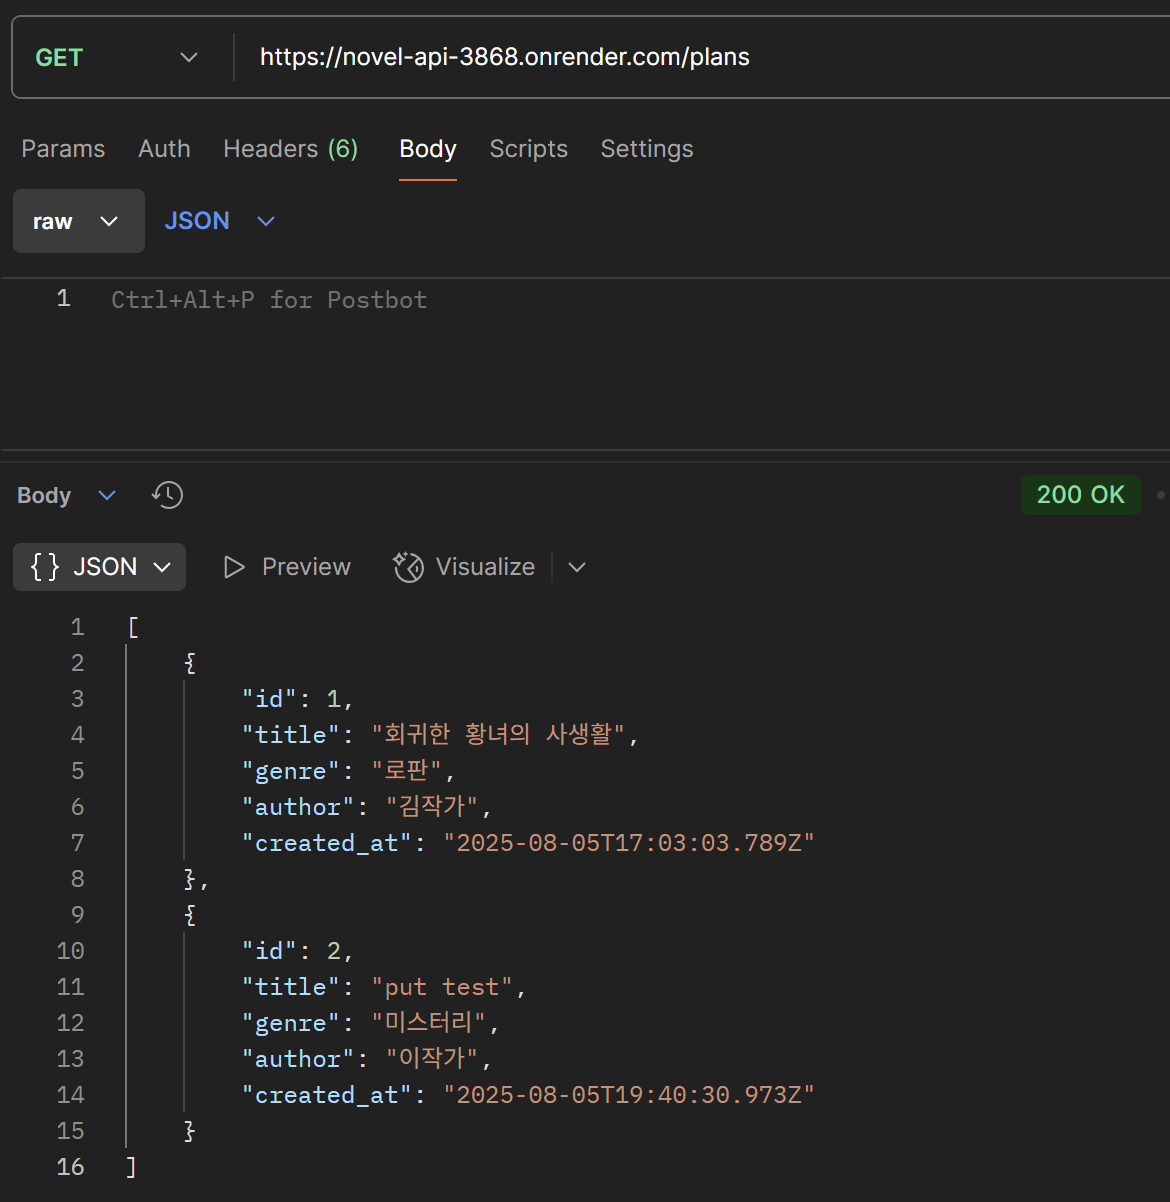 GET https://novel-api-3868.onrender.com/plans
Params Auth Headers (6) Body Scripts Settings
raw JSON
1 Ctrl+Alt+P for Postbot
Body 200 OK
{} JSON Preview Visualize
1 [
2 {
3 "id": 1,
4 "title": "회귀한 황녀의 사생활",
5 "genre": "로판",
6 "author": "김작가",
7 "created_at": "2025-08-05T17:03:03.789Z"
8 },
9 {
10 "id": 2,
11 "title": "put test",
12 "genre": "미스터리",
13 "author": "이작가",
14 "created_at": "2025-08-05T19:40:30.973Z"
15 }
16 ]